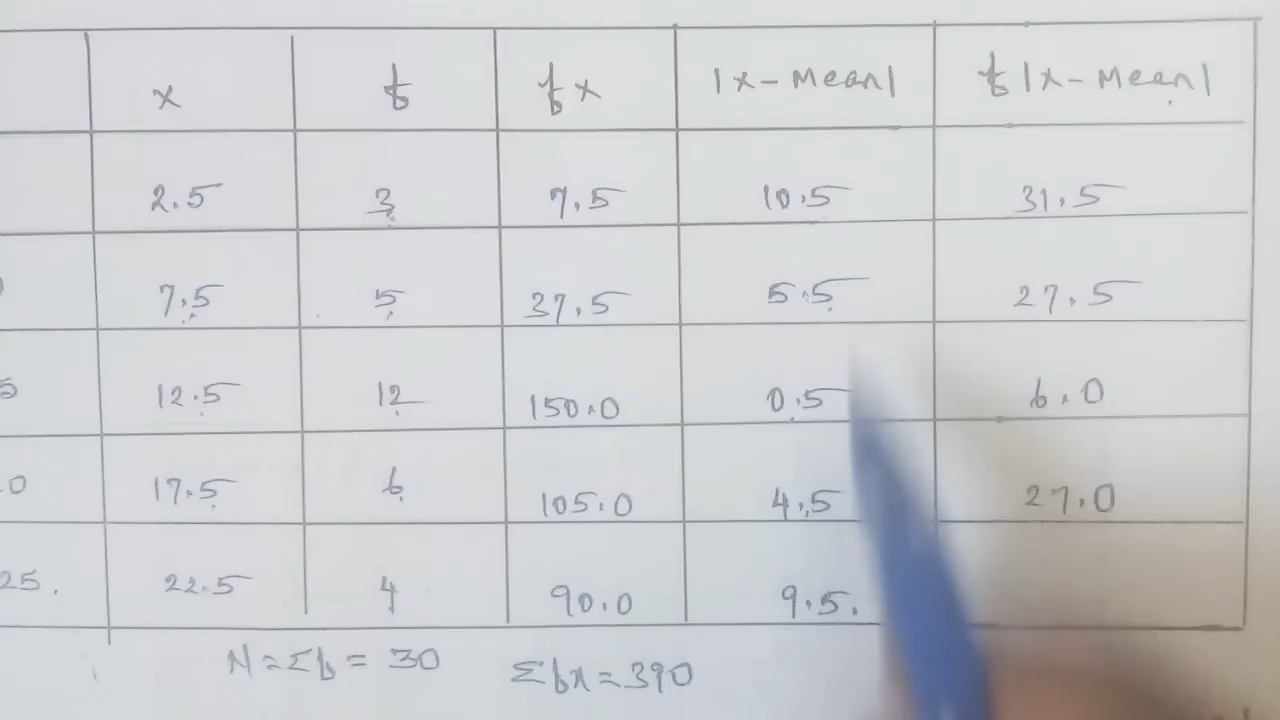 x f fx |x - Mean| f |x - Mean|
2.5 3 7.5 10.5 31.5
7.5 5 37.5 5.5 27.5
5 12.5 12 150.0 0.5 6.0
.0 17.5 6 105.0 4.5 27.0
25. 22.5 4 90.0 9.5.
N = Σf = 30 Σfx = 390